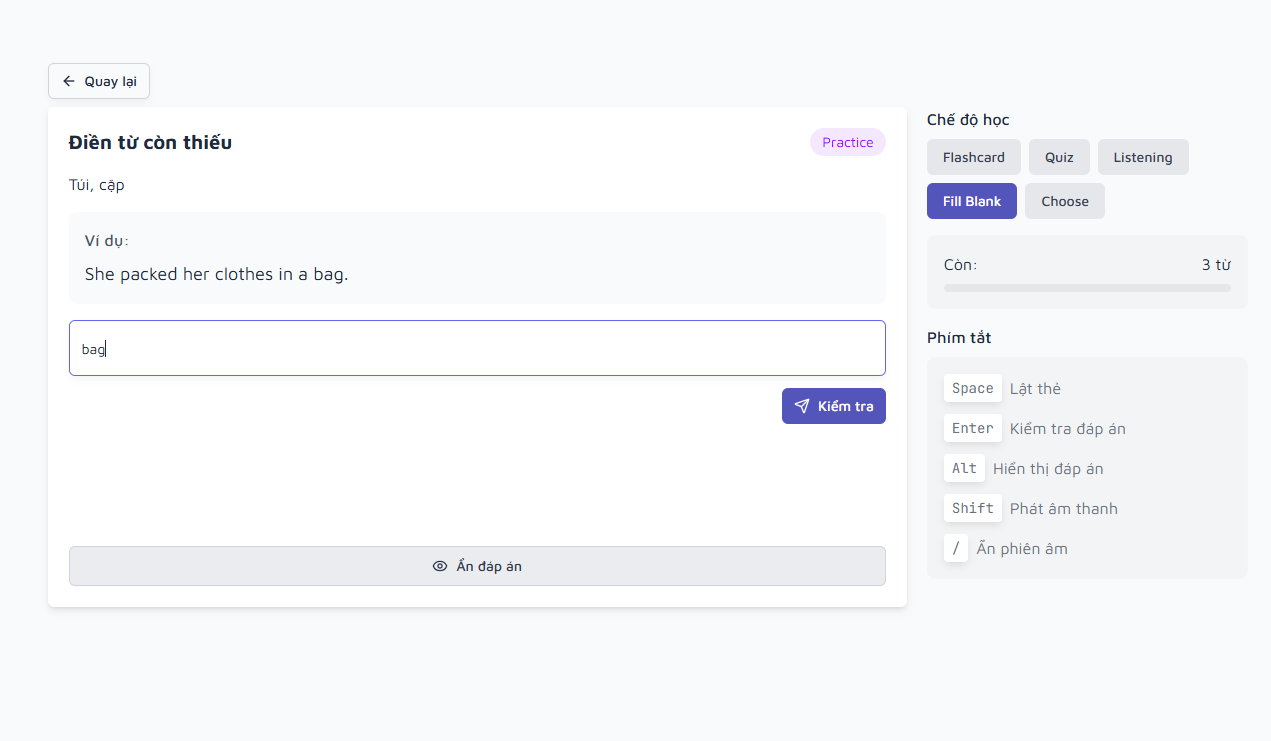 Quay lại
Điền từ còn thiếu
Practice
Túi, cặp
Ví dụ:
She packed her clothes in a bag.
bag
Kiểm tra
Ẩn đáp án
Chế độ học
Flashcard
Quiz
Listening
Fill Blank
Choose
Còn:
3 từ
Phím tắt
Space Lật thẻ
Enter Kiểm tra đáp án
Alt Hiển thị đáp án
Shift Phát âm thanh
/ Ẩn phiên âm